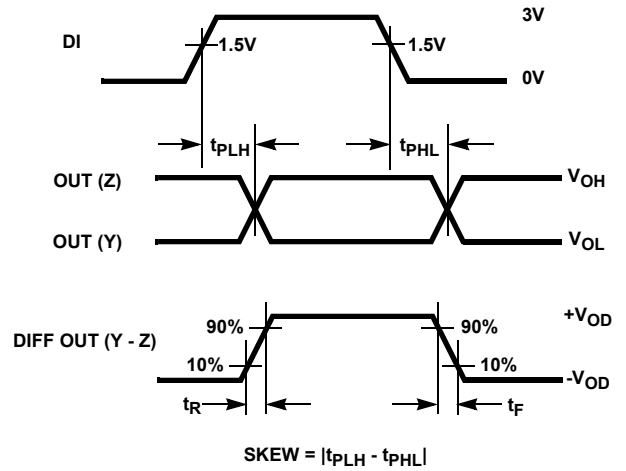 3V
DI
1.5V
1.5V
0V
tPLH
tPHL
OUT (Z)
VOH
OUT (Y)
VOL
+VOD
90%
90%
DIFF OUT (Y - Z)
10%
10%
-VOD
tR
tF
SKEW = |tPLH - tPHL|